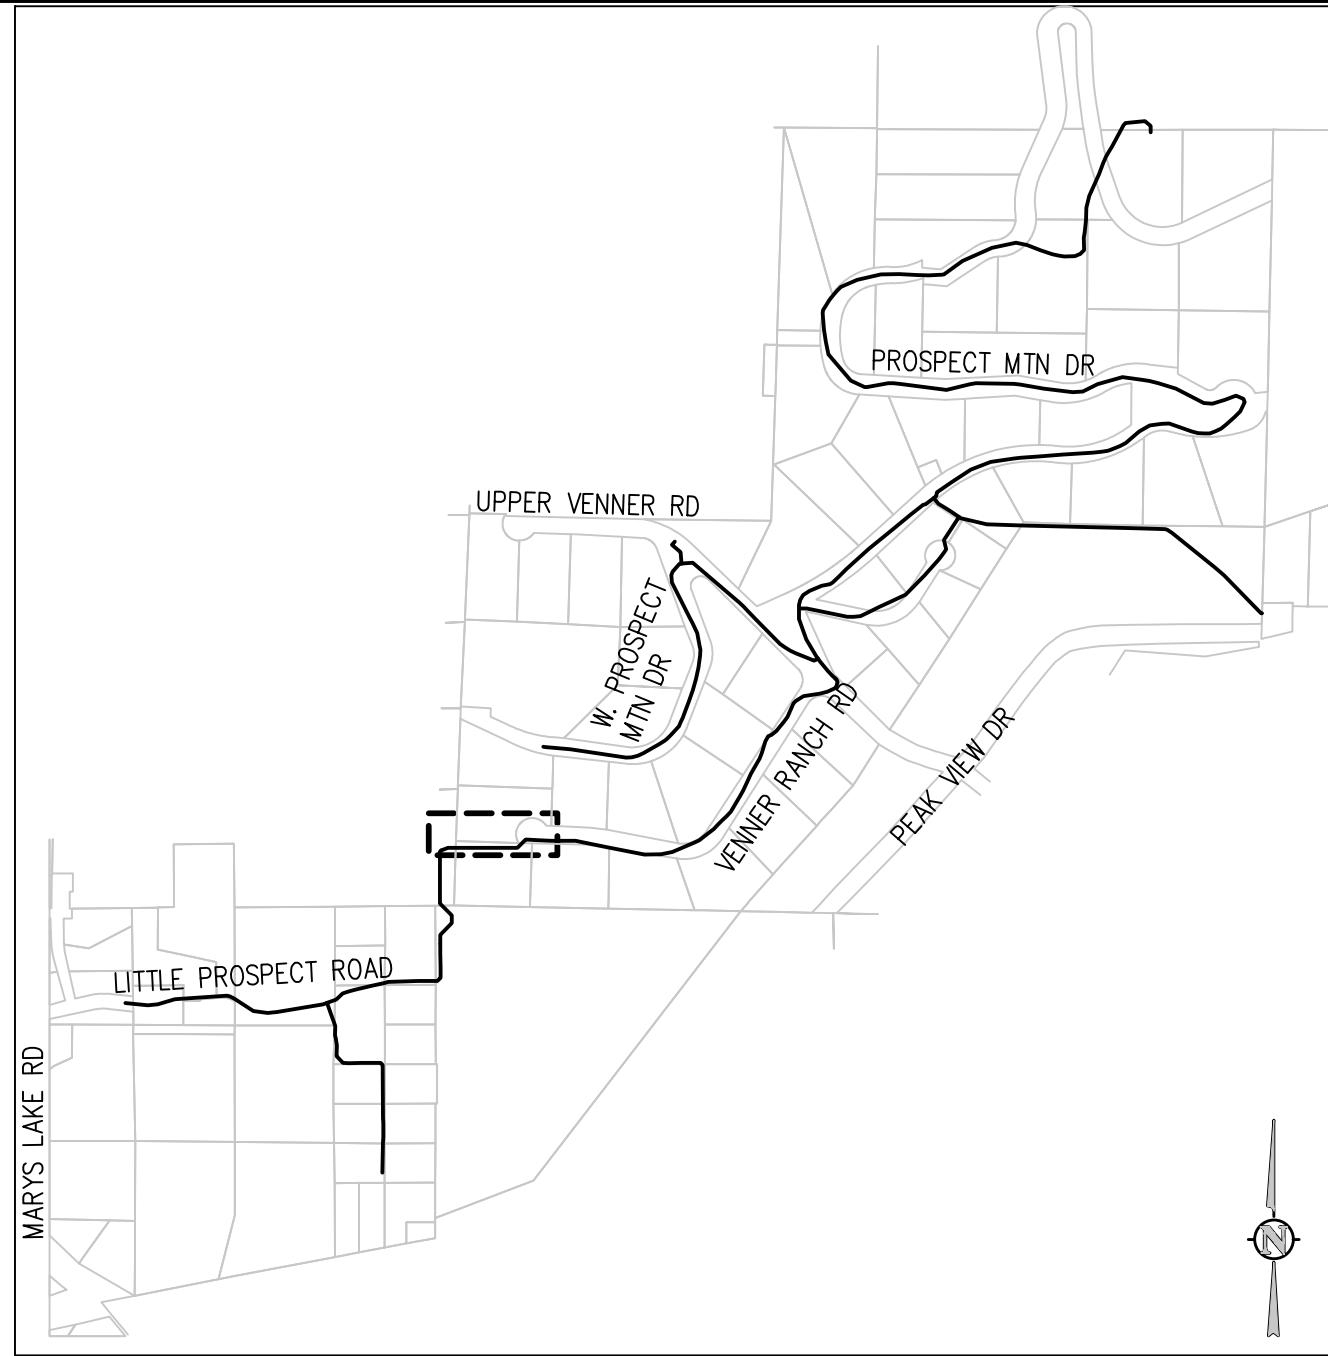 PROSPECT MTN DR
UPPER VENNER RD
W. PROSPECT
MTN DR
VENNER RANCH RD
PEAK VIEW DR
LITTLE PROSPECT ROAD
MARYS LAKE RD
N